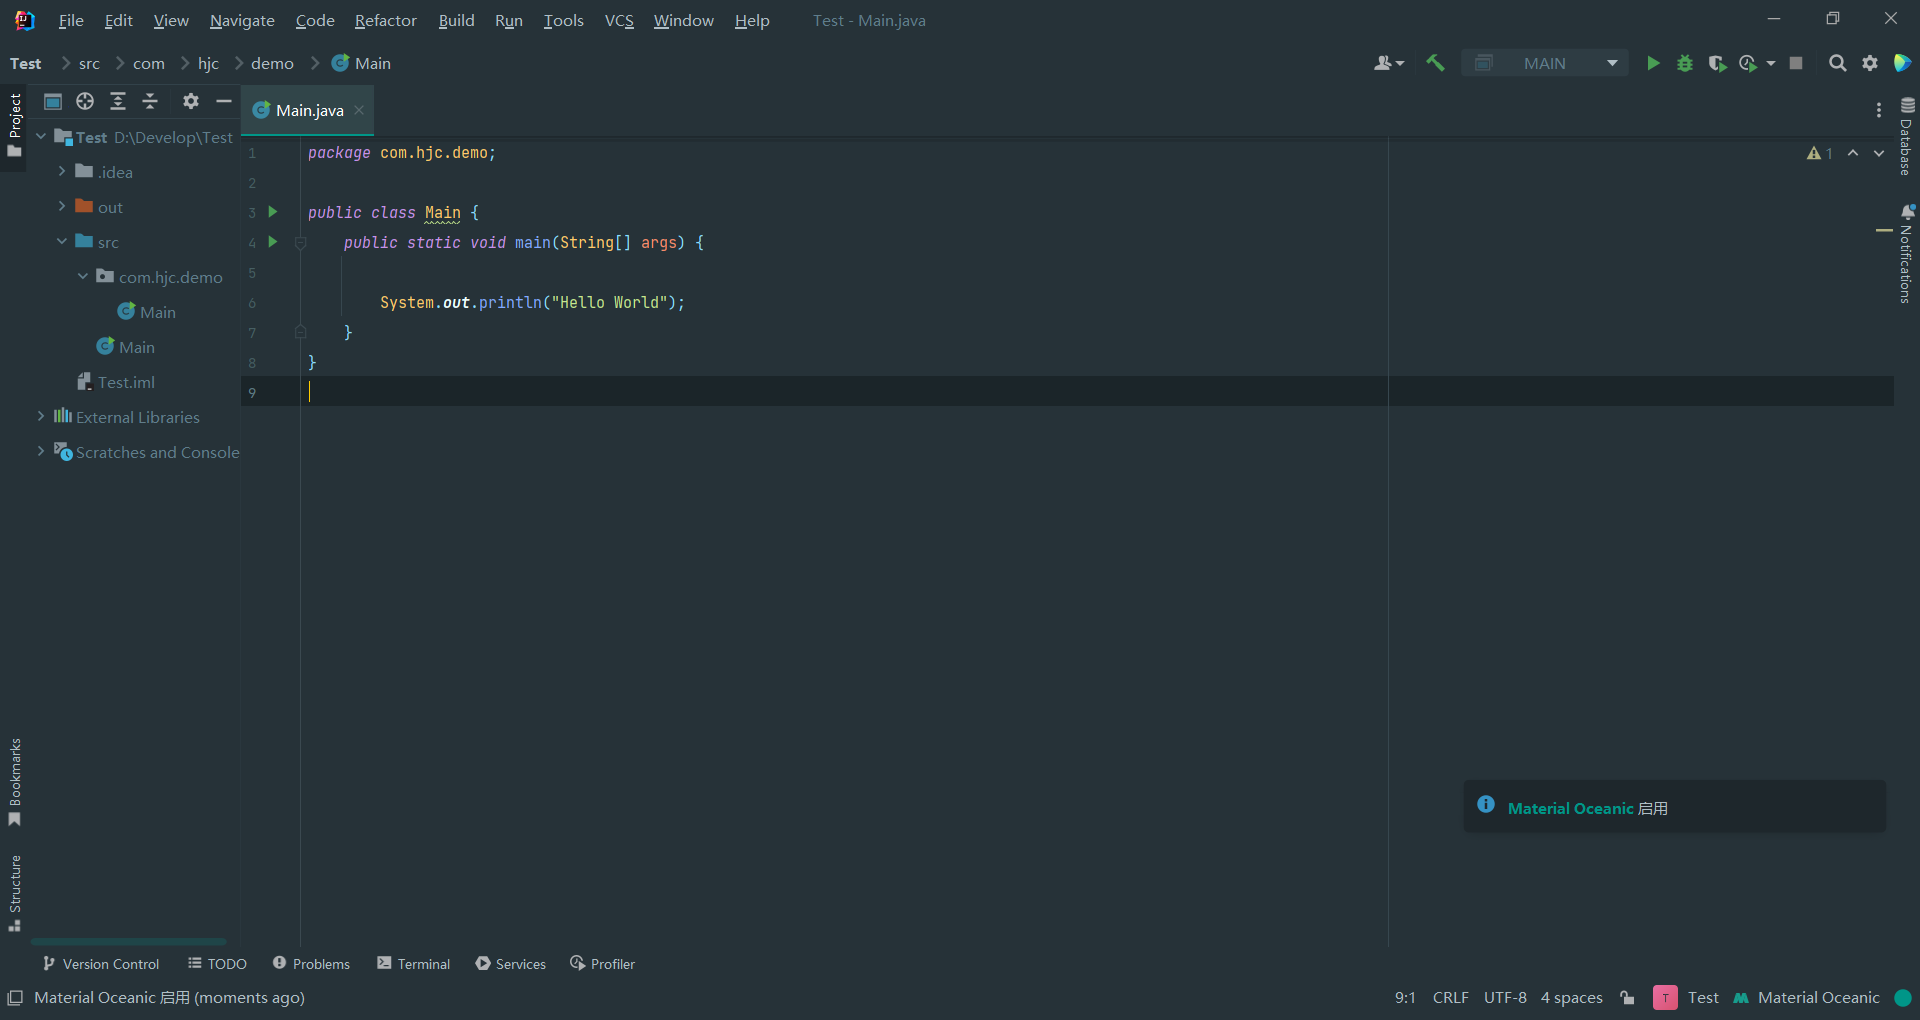 File Edit View Navigate Code Refactor Build Run Tools VCS Window Help Test - Main.java
Test src com hjc demo Main MAIN
Project
Main.java
Database
Notifications
Test D:\Develop\Test
.idea
out
src
com.hjc.demo
Main
Main
Test.iml
External Libraries
Scratches and Console
1 package com.hjc.demo;
2
3 public class Main {
4 public static void main(String[] args) {
5
6 System.out.println("Hello World");
7 }
8 }
9
1
Bookmarks
Structure
Material Oceanic 启用
Version Control TODO Problems Terminal Services Profiler
Material Oceanic 启用 (moments ago) 9:1 CRLF UTF-8 4 spaces T Test Material Oceanic